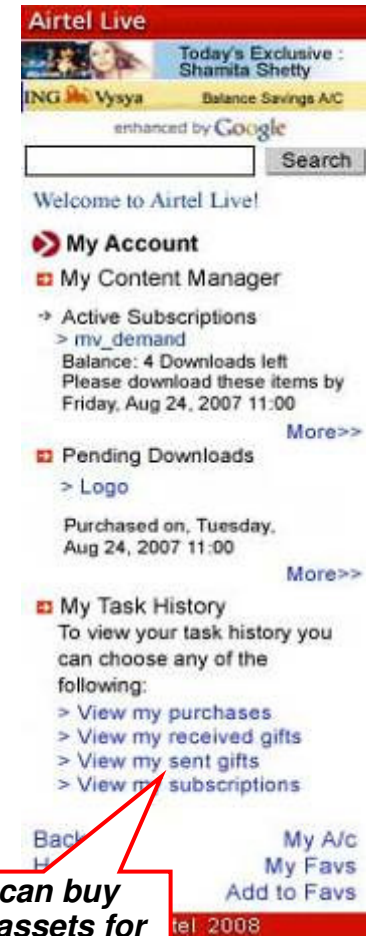 Airtel Live
Today's Exclusive :
Shamita Shetty
ING Vysya Balance Savings A/C
enhanced by Google
Search
Welcome to Airtel Live!
My Account
My Content Manager
Active Subscriptions
> mv_demand
Balance: 4 Downloads left
Please download these items by
Friday, Aug 24, 2007 11:00
More>>
Pending Downloads
> Logo
Purchased on, Tuesday,
Aug 24, 2007 11:00
More>>
My Task History
To view your task history you
can choose any of the
following:
> View my purchases
> View my received gifts
> View my sent gifts
> View my subscriptions
Back My A/c
My Favs
Add to Favs
can buy
assets for
2008